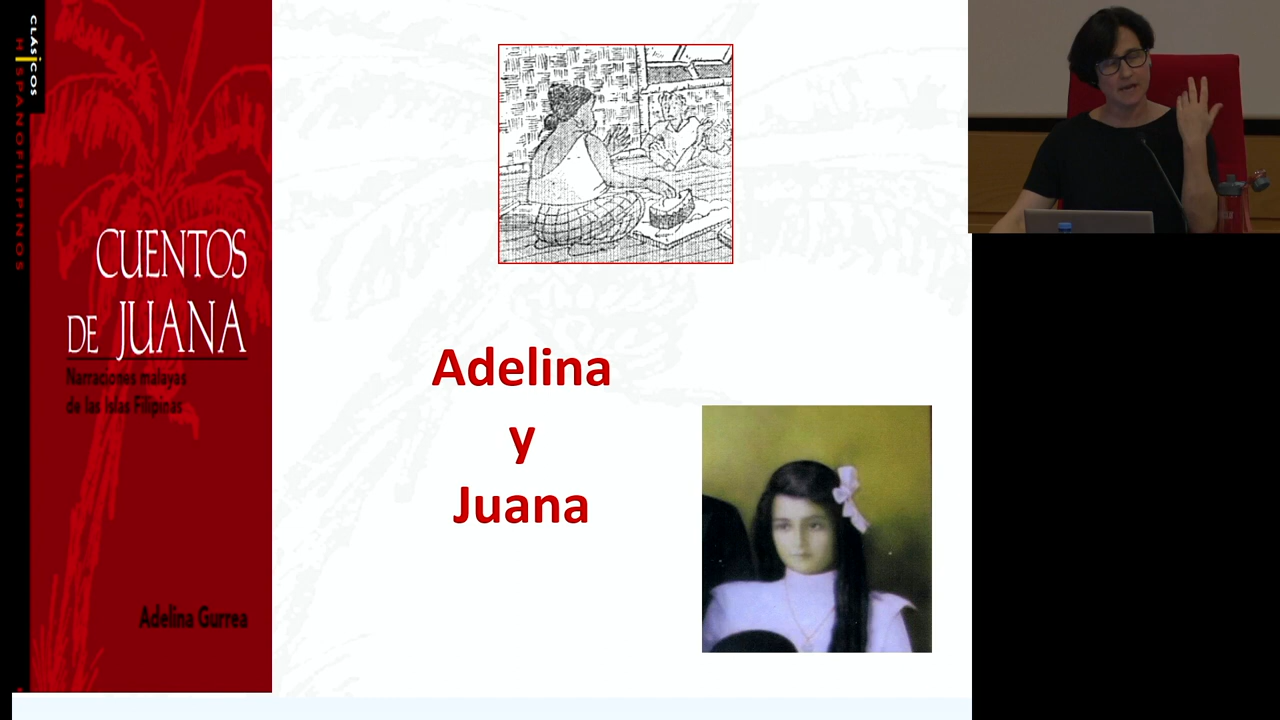 CLÁSICOS
HISPANOFILIPINOS
CUENTOS
DE JUANA
Narraciones malayas
de las islas Filipinas
Adelina Gurrea
Adelina
y
Juana